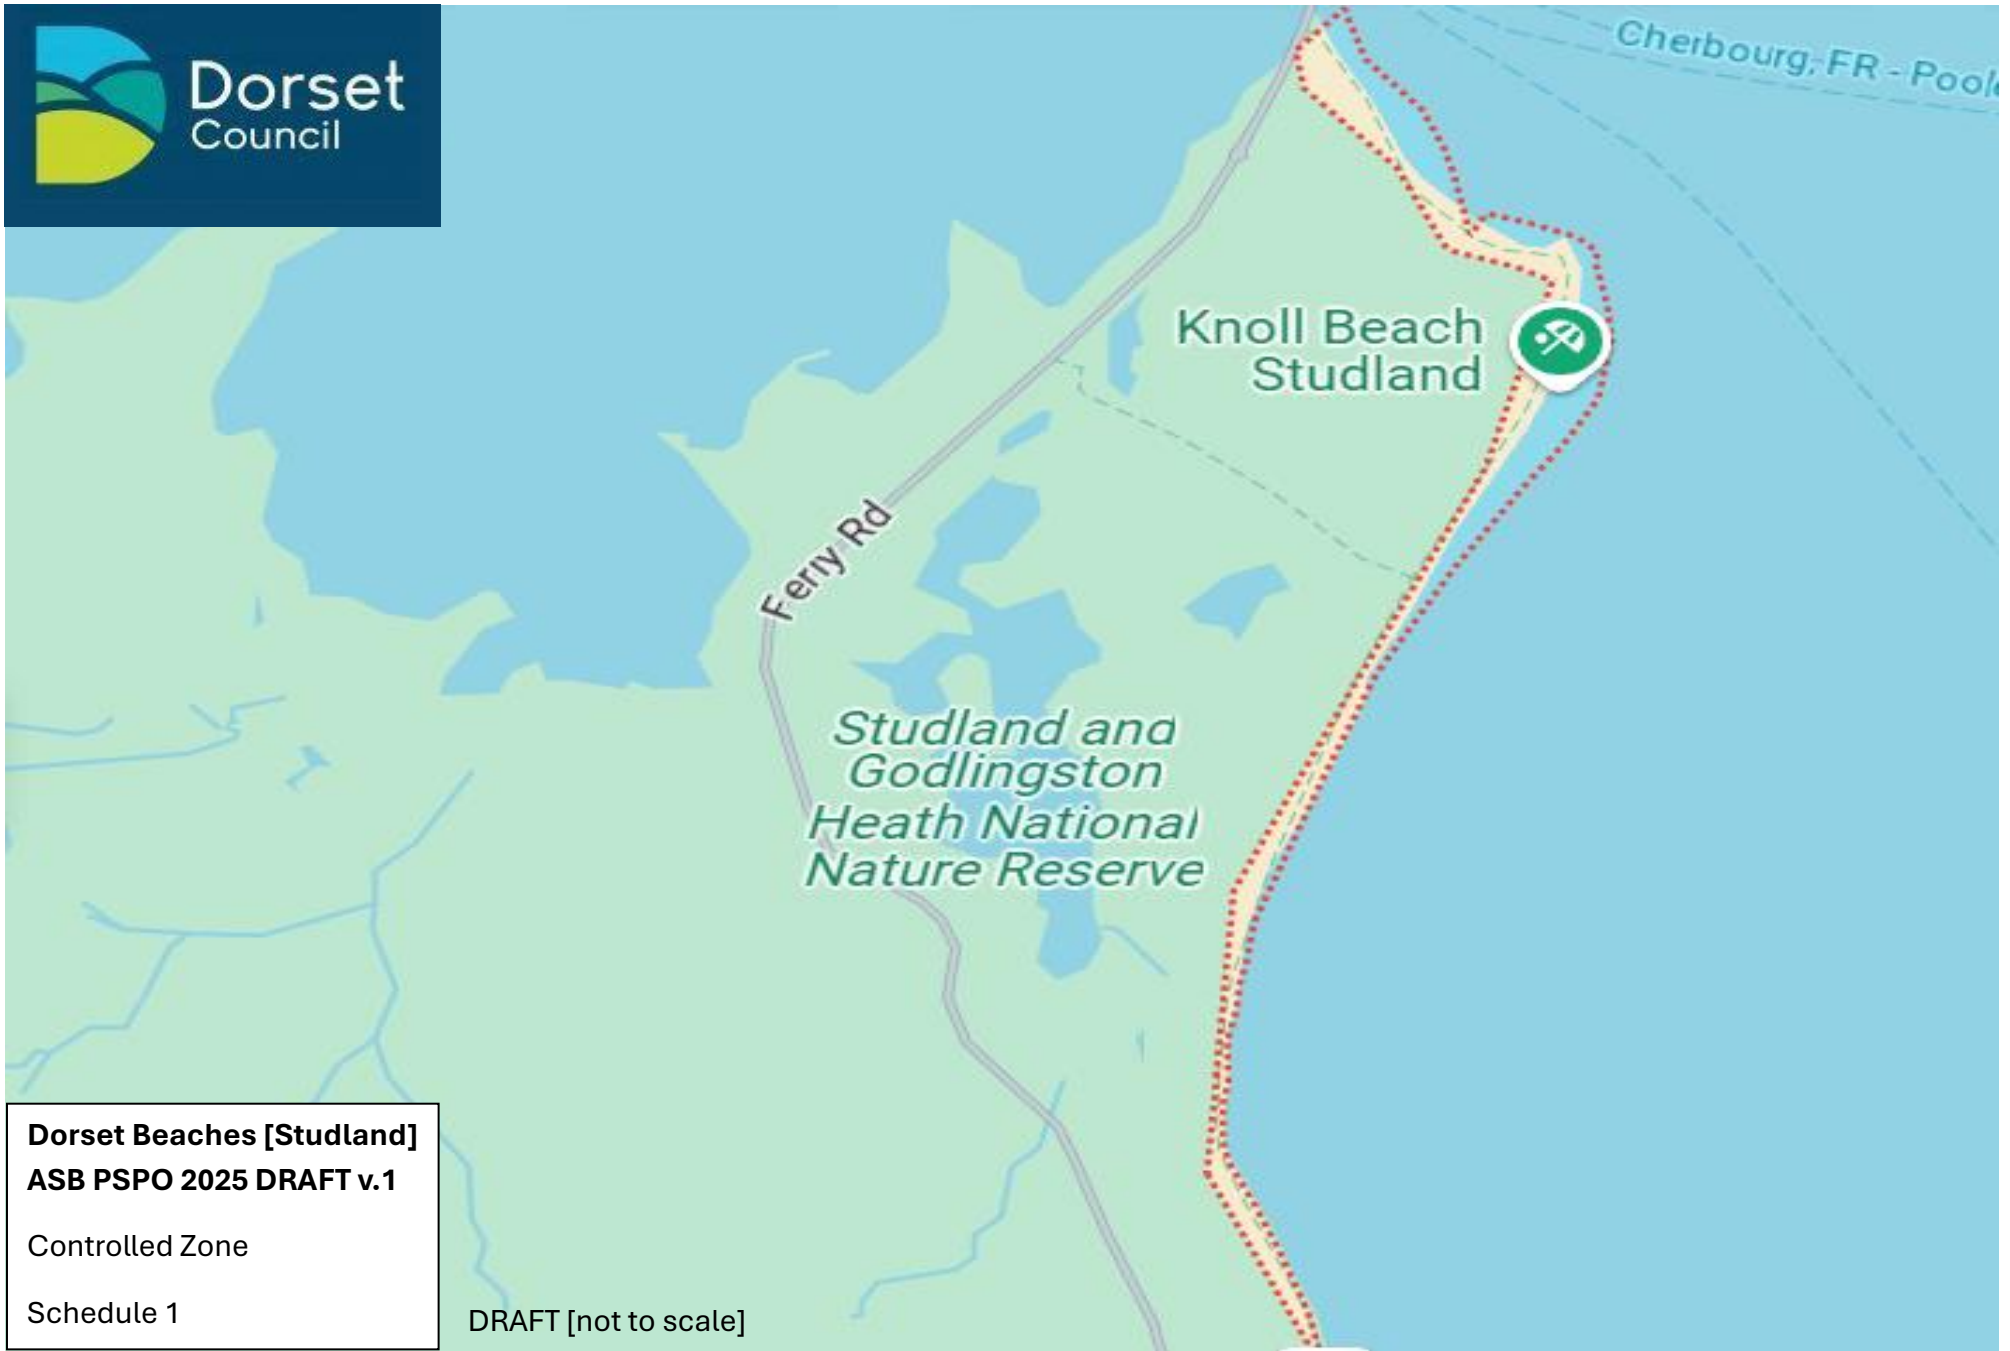 Dorset
Council
Cherbourg, FR - Poole
Knoll Beach
Studland
Ferry Rd
Studland and
Godlingston
Heath National
Nature Reserve
Dorset Beaches [Studland]
ASB PSPO 2025 DRAFT v.1
Controlled Zone
Schedule 1
DRAFT [not to scale]